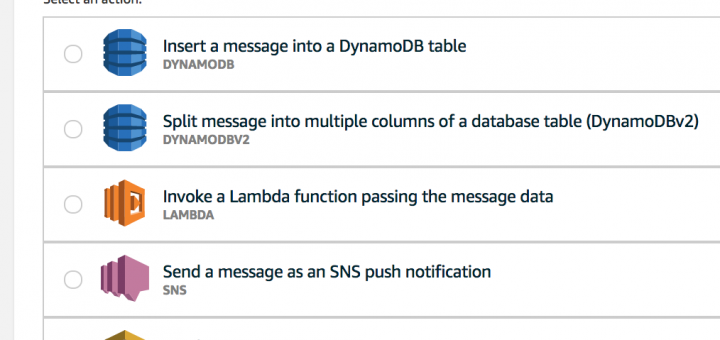 Select an action.
Insert a message into a DynamoDB table
DYNAMODB
Split message into multiple columns of a database table (DynamoDBv2)
DYNAMODBV2
Invoke a Lambda function passing the message data
LAMBDA
Send a message as an SNS push notification
SNS